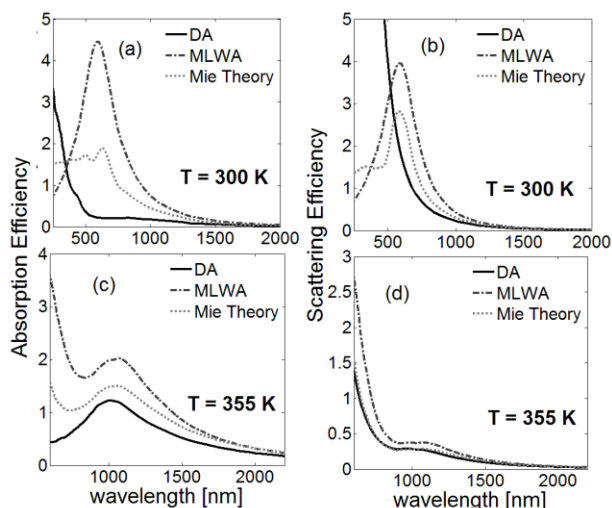 Absorption Efficiency
5
4
3
2
1
0
(a)
DA
MLWA
Mie Theory
T = 300 K
500
1000
1500
2000
Scattering Efficiency
5
4
3
2
1
0
(b)
DA
MLWA
Mie Theory
T = 300 K
500
1000
1500
2000
4
3
2
1
0
(c)
DA
MLWA
Mie Theory
T = 355 K
1000
1500
2000
wavelength [nm]
3
2.5
2
1.5
1
0.5
0
(d)
DA
MLWA
Mie Theory
T = 355 K
1000
1500
2000
wavelength [nm]